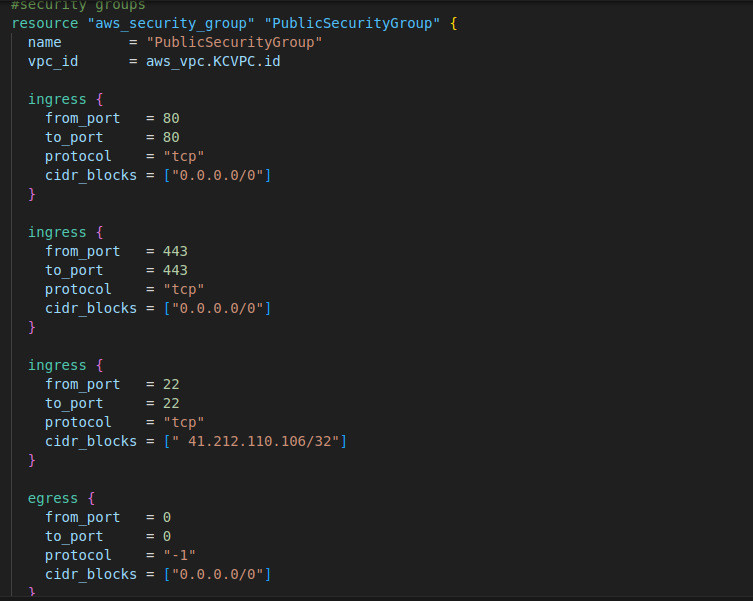 #security groups
resource "aws_security_group" "PublicSecurityGroup" {
  name        = "PublicSecurityGroup"
  vpc_id      = aws_vpc.KCVPC.id

  ingress {
    from_port   = 80
    to_port     = 80
    protocol    = "tcp"
    cidr_blocks = ["0.0.0.0/0"]
  }

  ingress {
    from_port   = 443
    to_port     = 443
    protocol    = "tcp"
    cidr_blocks = ["0.0.0.0/0"]
  }

  ingress {
    from_port   = 22
    to_port     = 22
    protocol    = "tcp"
    cidr_blocks = [" 41.212.110.106/32"]
  }

  egress {
    from_port   = 0
    to_port     = 0
    protocol    = "-1"
    cidr_blocks = ["0.0.0.0/0"]
  }